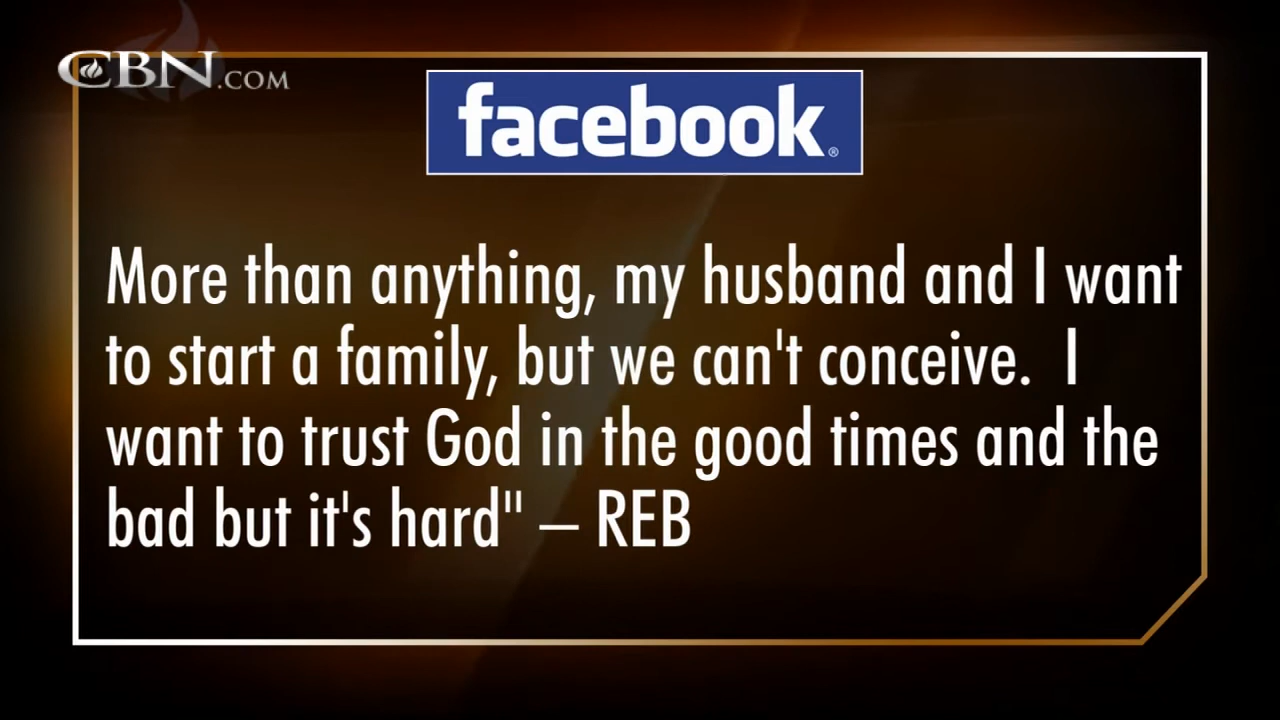 CBN.COM
facebook®
More than anything, my husband and I want
to start a family, but we can't conceive.  I
want to trust God in the good times and the
bad but it's hard" – REB